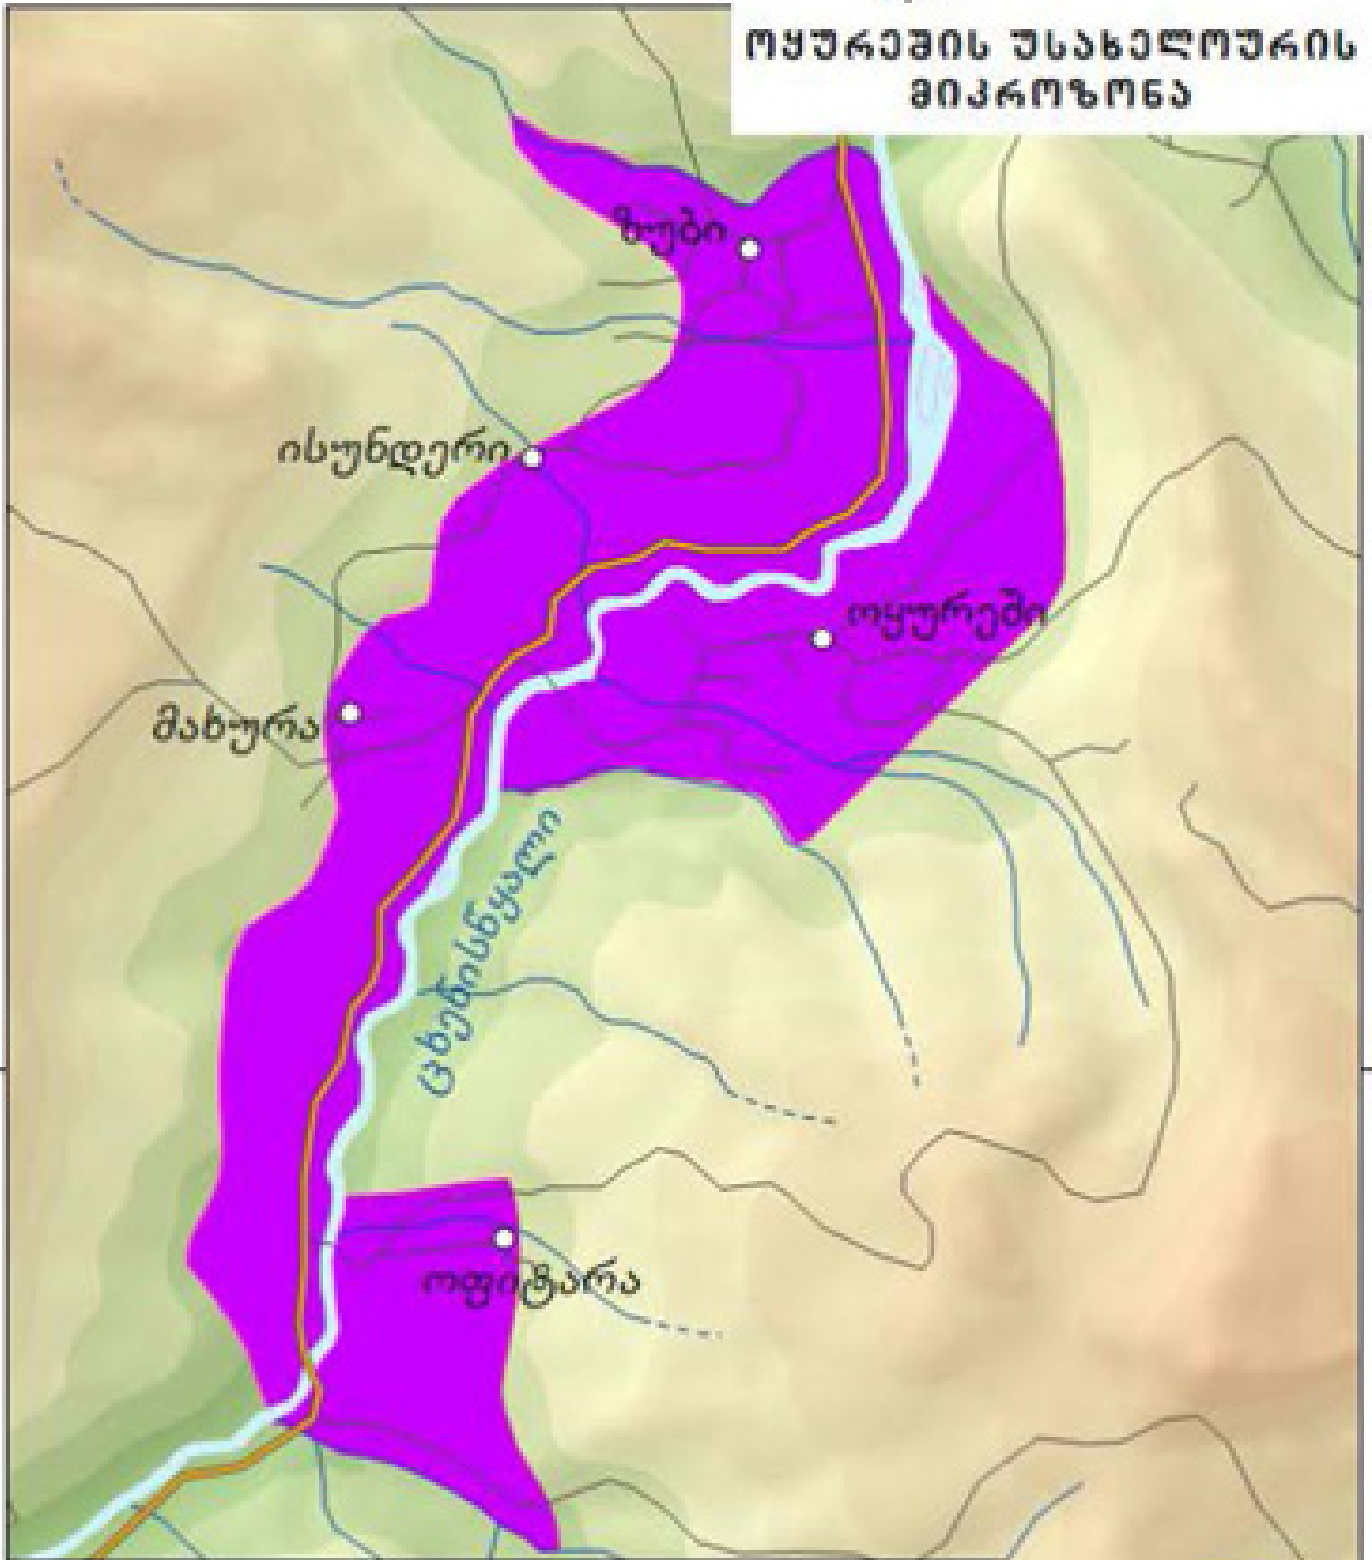 ოყურეშის უსახელოურის
მიკროზონა
ზუბი
ისუნდერი
ოყურეში
მახურა
ცხენისწყალი
ოფიტარა